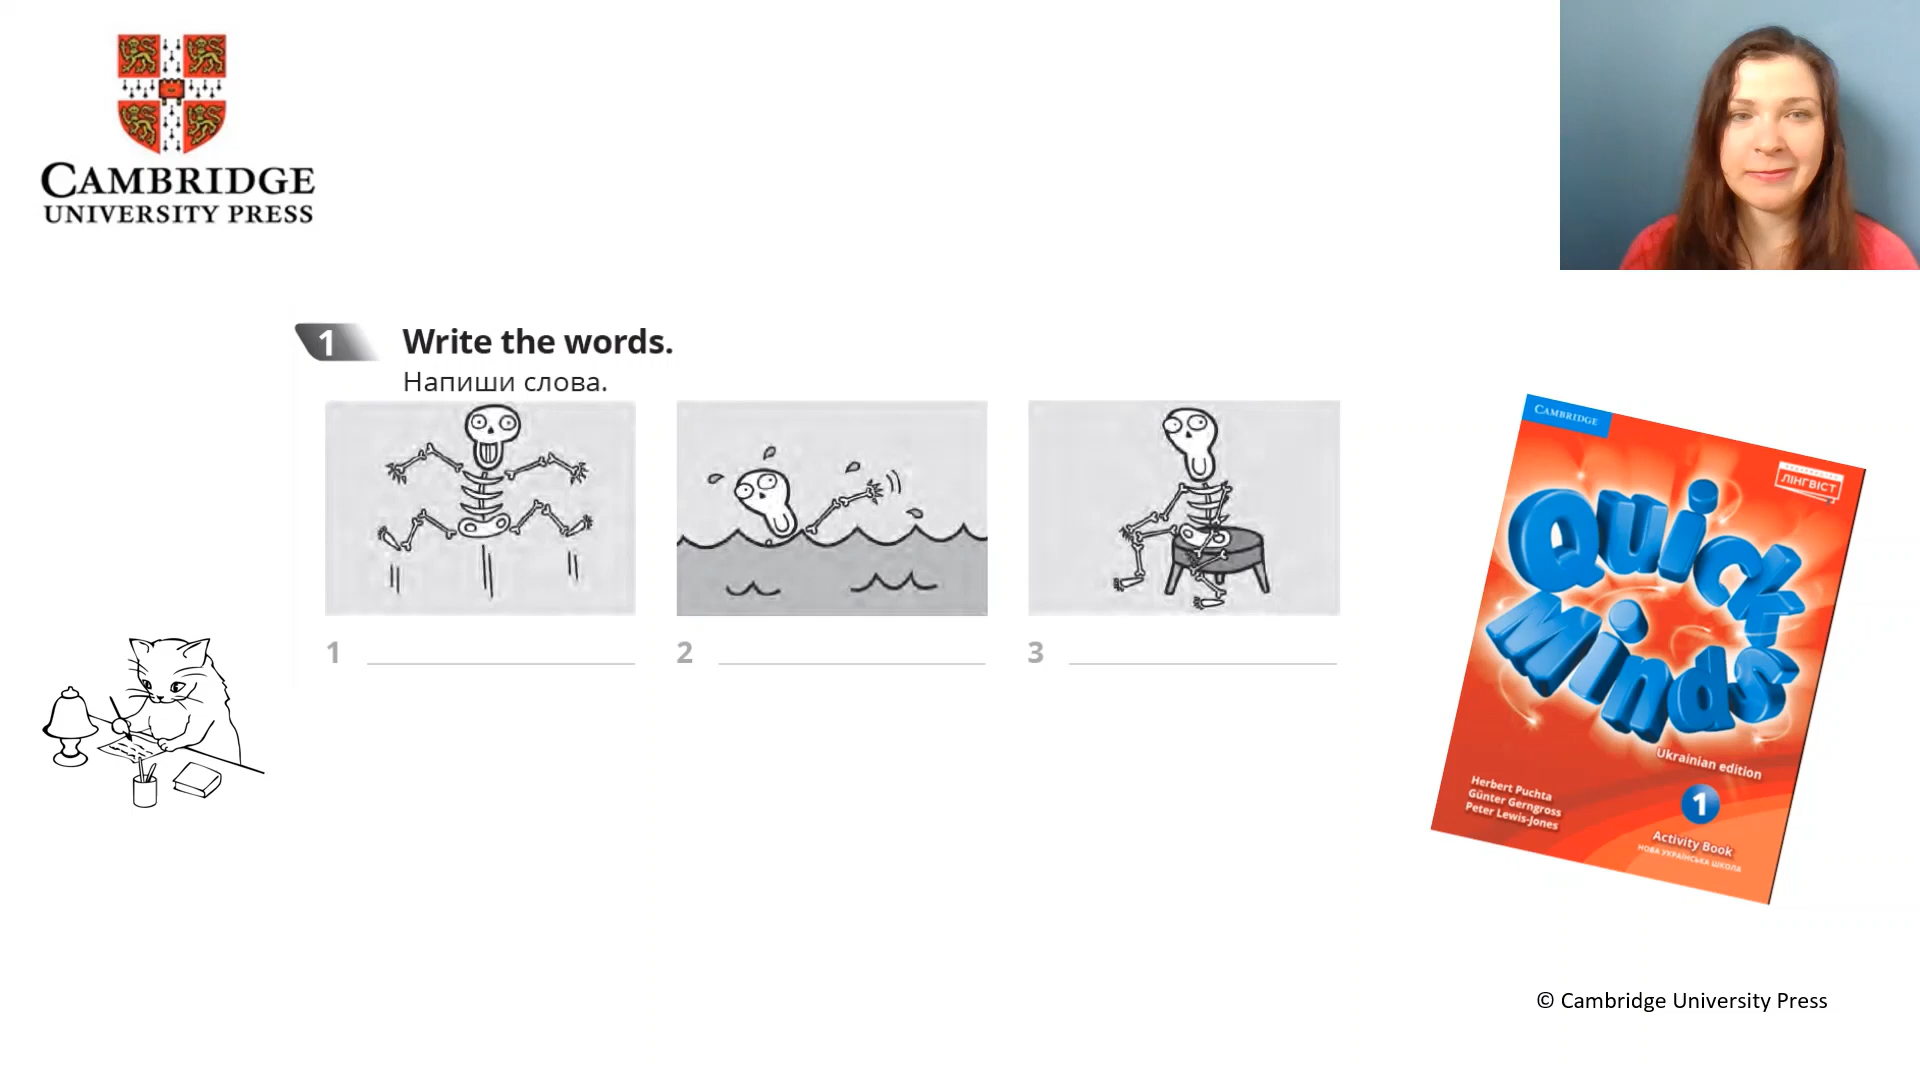 CAMBRIDGE
UNIVERSITY PRESS
1 Write the words.
Напиши слова.
1
2
3
CAMBRIDGE
ЛІНГВІСТ
Quick
Minds
Ukrainian edition
1
Herbert Puchta
Günter Gerngross
Peter Lewis-Jones
Activity Book
НОВА УКРАЇНСЬКА ШКОЛА
© Cambridge University Press